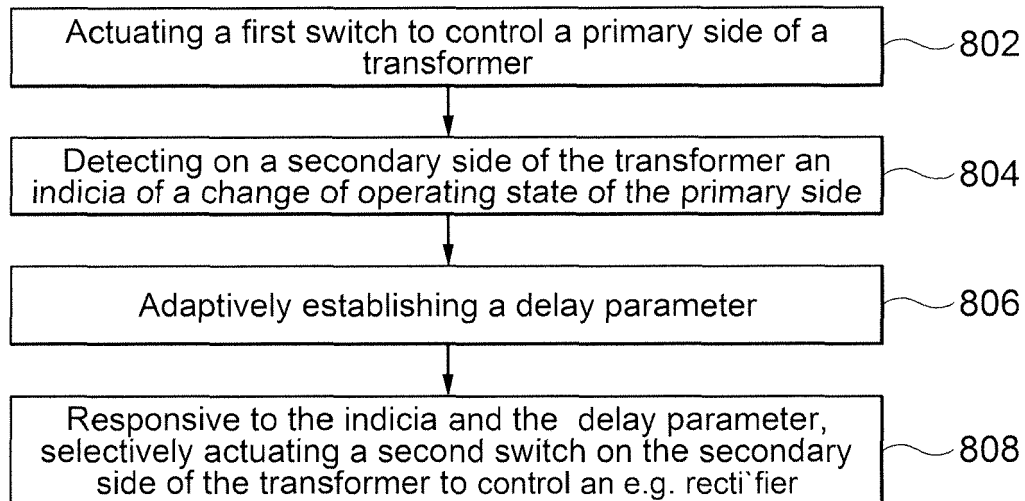 Actuating a first switch to control a primary side of a
transformer
802
Detecting on a secondary side of the transformer an
indicia of a change of operating state of the primary side
804
Adaptively establishing a delay parameter
806
Responsive to the indicia and the delay parameter,
selectively actuating a second switch on the secondary
side of the transformer to control an e.g. recti`fier
808